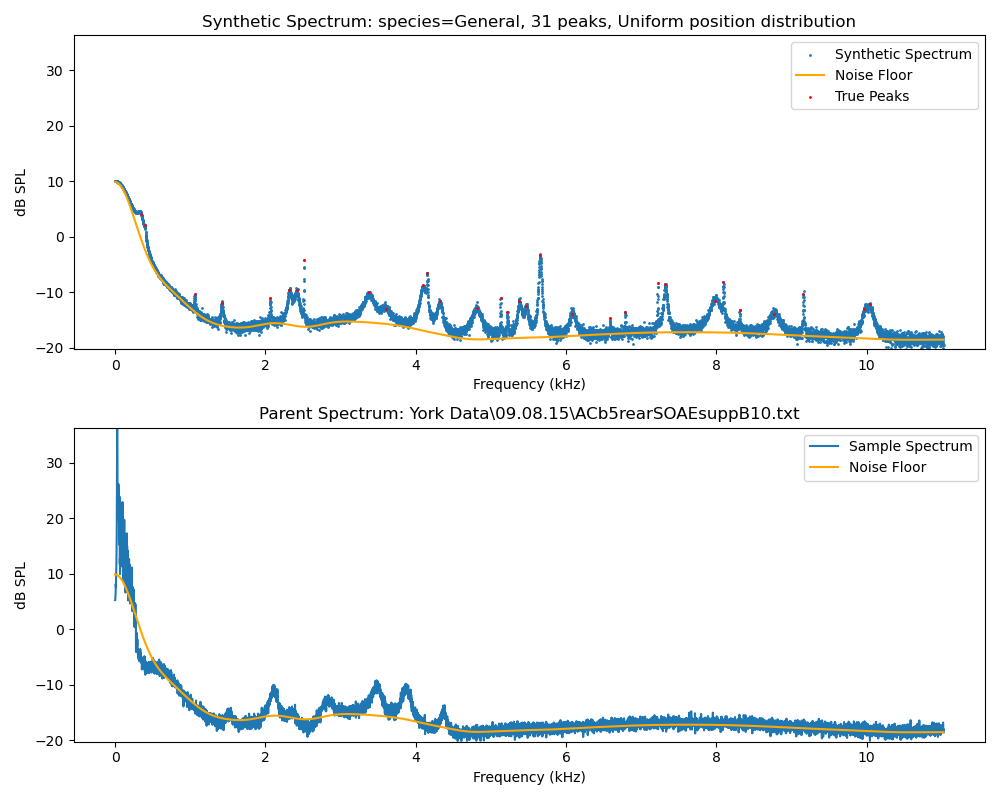 Synthetic Spectrum: species=General, 31 peaks, Uniform position distribution
dB SPL
30
20
10
0
−10
−20
Synthetic Spectrum
Noise Floor
True Peaks
0
2
4
6
8
10
Frequency (kHz)
Parent Spectrum: York Data\09.08.15\ACb5rearSOAEsuppB10.txt
dB SPL
30
20
10
0
−10
−20
Sample Spectrum
Noise Floor
0
2
4
6
8
10
Frequency (kHz)